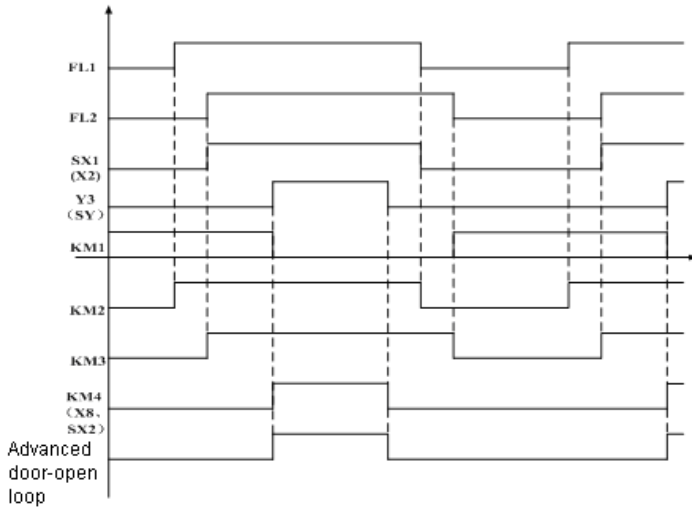 FL1
FL2
SX1
(X2)
Y3
（SY）
KM1
KM2
KM3
KM4
（X8、
SX2）
Advanced
door-open
loop